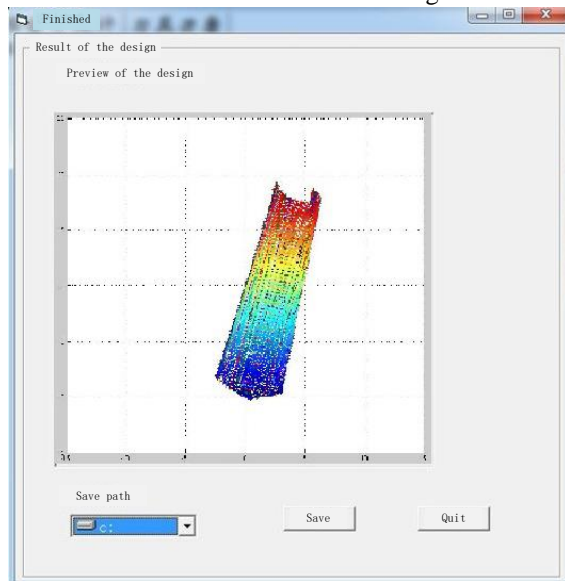 Finished
Result of the design
Preview of the design
Save path
c:
Save
Quit